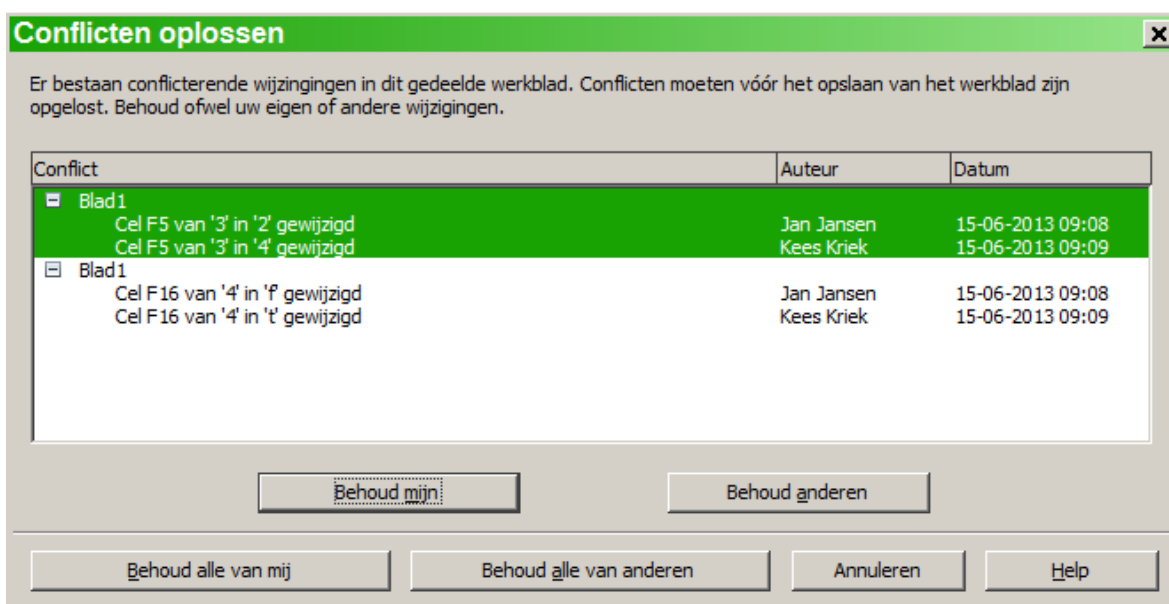 Conflicten oplossen
Er bestaan conflicterende wijzingingen in dit gedeelde werkblad. Conflicten moeten vóór het opslaan van het werkblad zijn
opgelost. Behoud ofwel uw eigen of andere wijzigingen.
Conflict Auteur Datum
Blad1
Cel F5 van '3' in '2' gewijzigd Jan Jansen 15-06-2013 09:08
Cel F5 van '3' in '4' gewijzigd Kees Kriek 15-06-2013 09:09
Blad1
Cel F16 van '4' in 'f' gewijzigd Jan Jansen 15-06-2013 09:08
Cel F16 van '4' in 't' gewijzigd Kees Kriek 15-06-2013 09:09
Behoud mijn Behoud anderen
Behoud alle van mij Behoud alle van anderen Annuleren Help